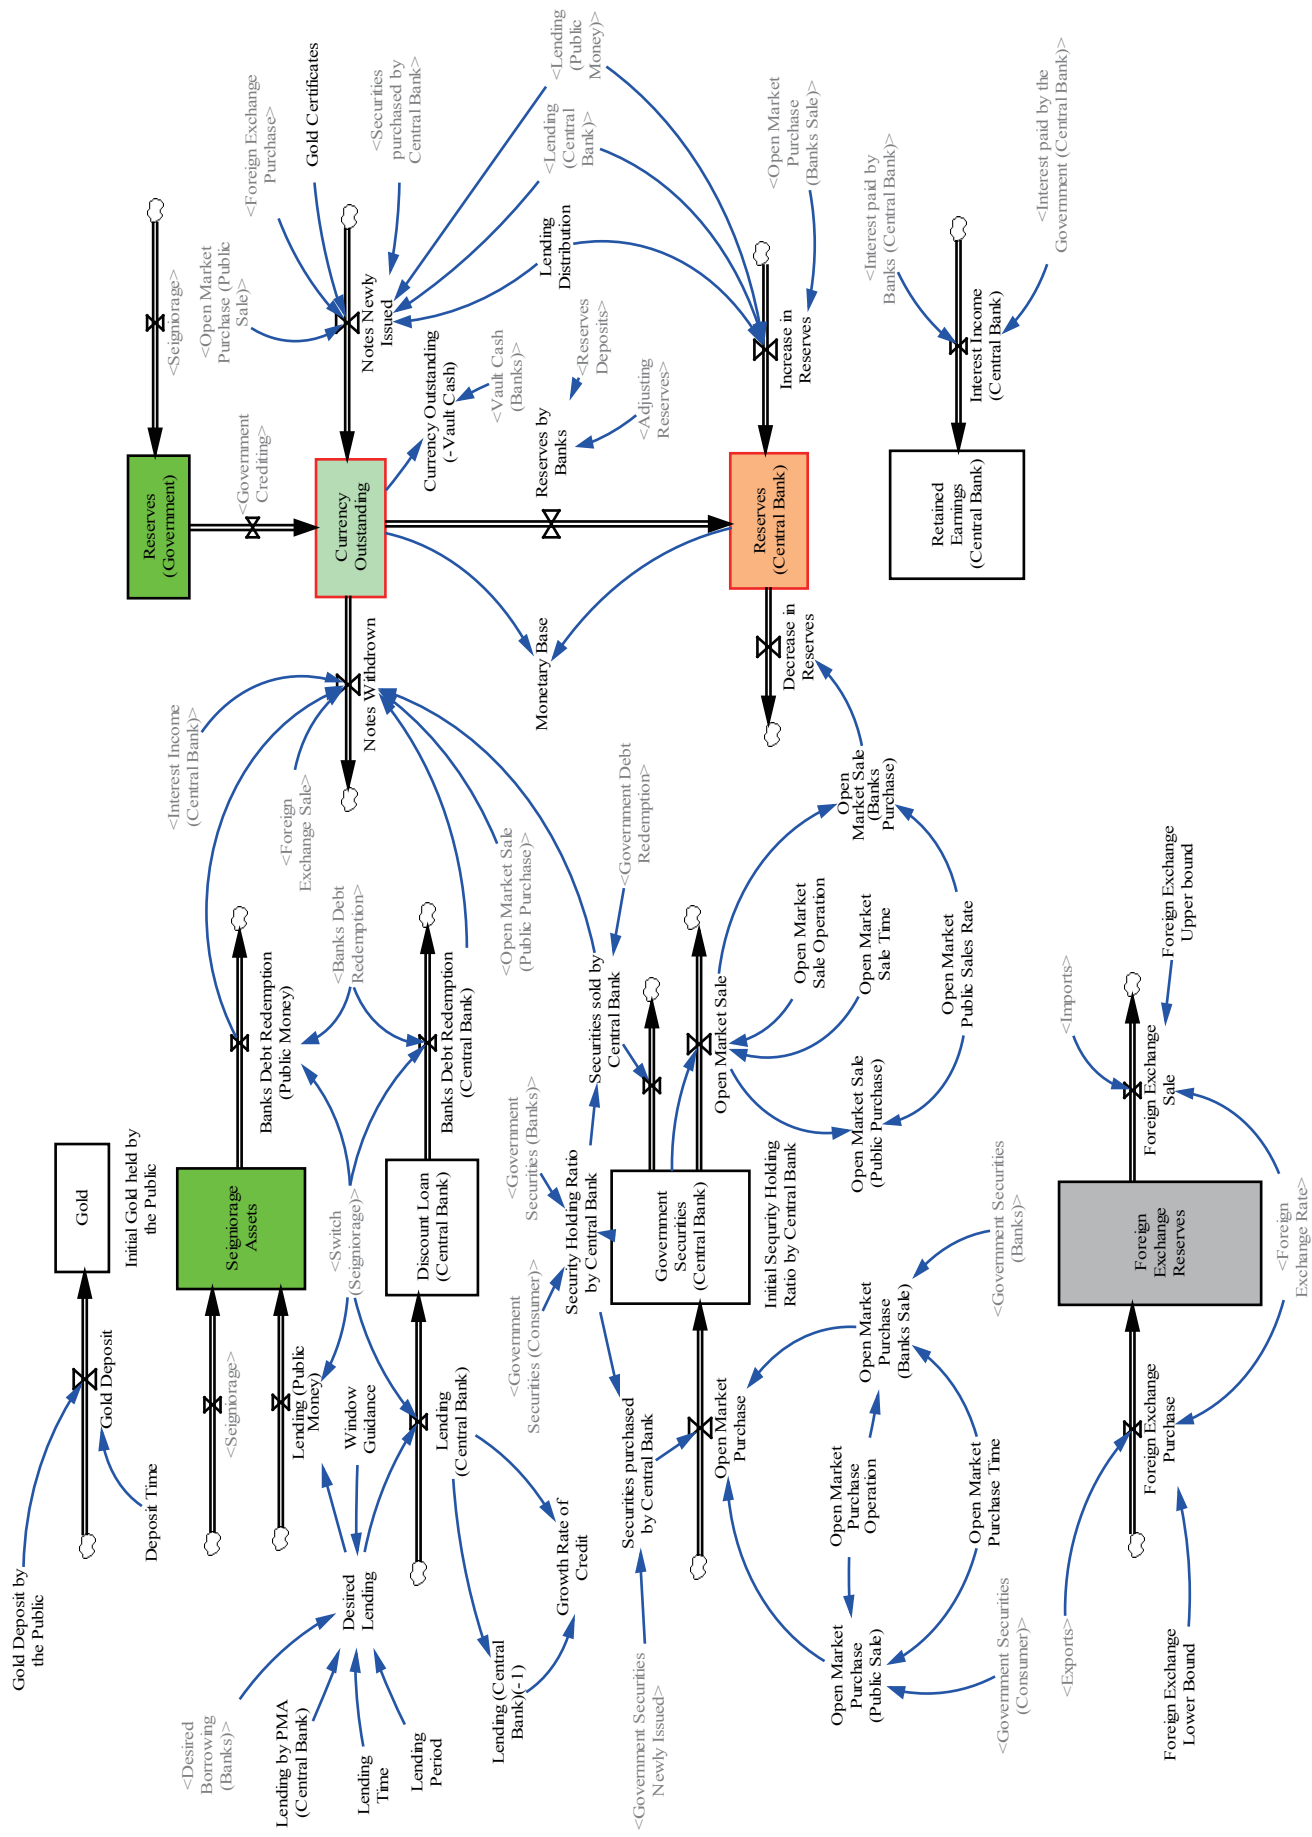 Gold Deposit by
the Public
Gold Deposit
Deposit Time
Gold
Initial Gold held by
the Public
<Desired
Borrowing
(Banks)>
Lending by PMA
(Central Bank)
Lending
Time
Lending
Period
Desired
Lending
Window
Guidance
<Seigniorage>
Lending (Public
Money)
Seigniorage
Assets
<Switch
(Seigniorage)>
Banks Debt Redemption
(Public Money)
<Banks Debt
Redemption>
Discount Loan
(Central Bank)
Banks Debt Redemption
(Central Bank)
Lending
(Central Bank)
Lending (Central
Bank)(-1)
Growth Rate of
Credit
<Interest Income
(Central Bank)>
<Foreign
Exchange Sale>
Notes Withdrown
<Open Market Sale
(Public Purchase)>
Reserves
(Government)
<Seigniorage>
<Government
Crediting>
Currency
Outstanding
<Open Market
Purchase (Public
Sale)>
<Foreign Exchange
Purchase>
Gold Certificates
<Securities
purchased by
Central Bank>
Notes Newly
Issued
Currency Outstanding
(-Vault Cash)
<Vault Cash
(Banks)>
<Lending
(Public
Money)>
<Lending
(Central
Bank)>
Lending
Distribution
Reserves by
Banks
<Reserves
Deposits>
<Adjusting
Reserves>
Monetary Base
<Government Securities
Newly Issued>
Securities purchased
by Central Bank
<Government
Securities (Consumer)>
<Government
Securities (Banks)>
Security Holding Ratio
by Central Bank
Securities sold by
Central Bank
<Government Debt
Redemption>
Open Market
Purchase
Government
Securities
(Central Bank)
Open Market Sale
Initial Sequrity Holding
Ratio by Central Bank
Open Market
Sale Operation
Open Market
Sale Time
Open
Market Sale
(Banks
Purchase)
Open Market
Purchase
(Public Sale)
Open Market
Purchase
Operation
Open Market
Purchase
(Banks Sale)
Open Market Sale
(Public Purchase)
Open Market
Public Sales Rate
Open Market
Purchase Time
<Government Securities
(Consumer)>
<Government Securities
(Banks)>
Decrease in
Reserves
Reserves
(Central Bank)
Increase in
Reserves
<Open Market
Purchase
(Banks Sale)>
Retained
Earnings
(Central Bank)
<Interest paid by
Banks (Central Bank)>
Interest Income
(Central Bank)
<Interest paid by the
Government (Central Bank)>
<Exports>
Foreign Exchange
Lower Bound
Foreign Exchange
Purchase
Foreign
Exchange
Reserves
<Imports>
Foreign Exchange
Sale
Foreign Exchange
Upper bound
<Foreign
Exchange Rate>